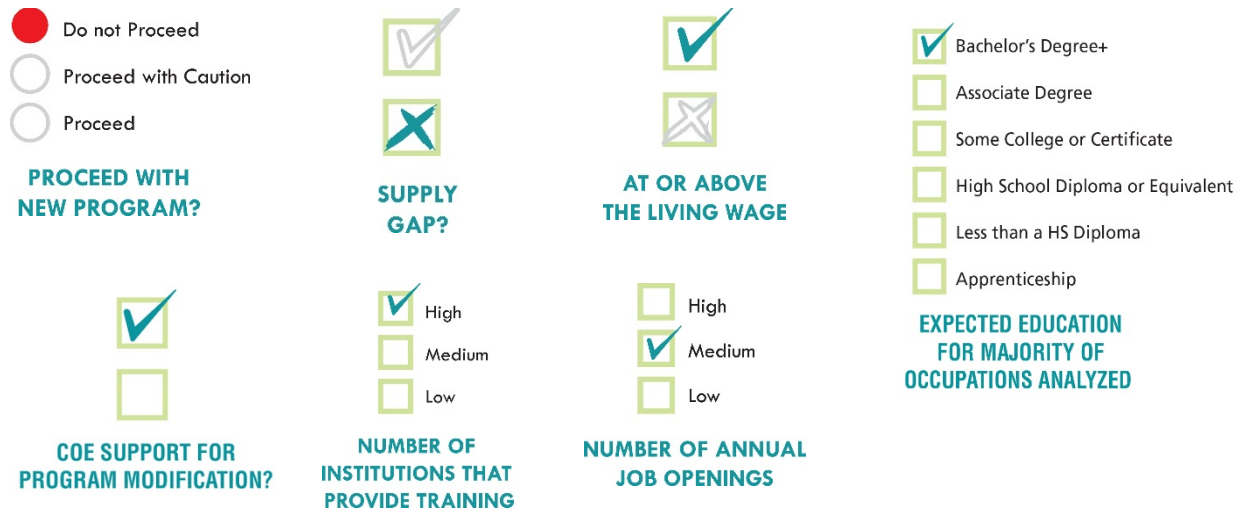 Do not Proceed
Proceed with Caution
Proceed
PROCEED WITH
NEW PROGRAM?
SUPPLY
GAP?
AT OR ABOVE
THE LIVING WAGE
Bachelor's Degree+
Associate Degree
Some College or Certificate
High School Diploma or Equivalent
Less than a HS Diploma
Apprenticeship
EXPECTED EDUCATION
FOR MAJORITY OF
OCCUPATIONS ANALYZED
COE SUPPORT FOR
PROGRAM MODIFICATION?
High
Medium
Low
NUMBER OF
INSTITUTIONS THAT
PROVIDE TRAINING
High
Medium
Low
NUMBER OF ANNUAL
JOB OPENINGS